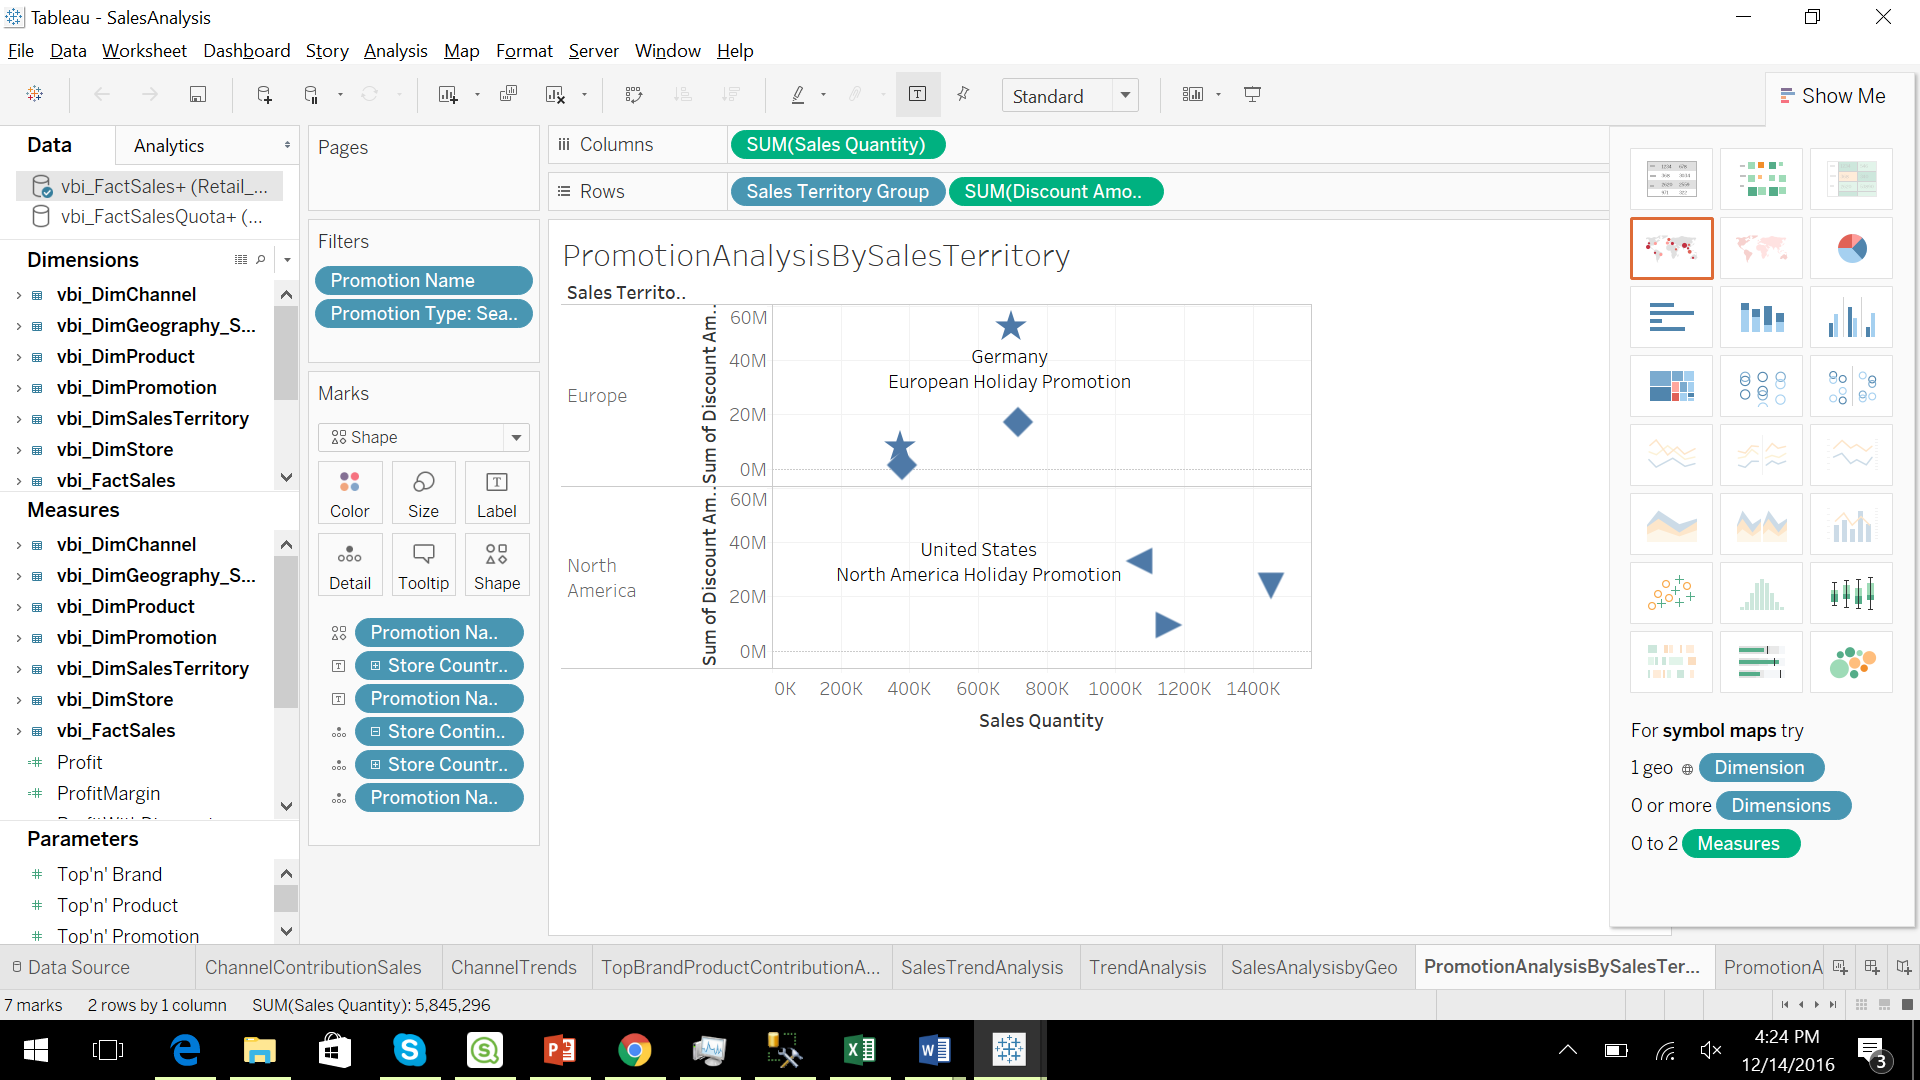 Tableau - SalesAnalysis
File Data Worksheet Dashboard Story Analysis Map Format Server Window Help
Standard
Show Me
Data
Analytics
vbi_FactSales+ (Retail_...
vbi_FactSalesQuota+ (...
Dimensions
vbi_DimChannel
vbi_DimGeography_S...
vbi_DimProduct
vbi_DimPromotion
vbi_DimSalesTerritory
vbi_DimStore
vbi_FactSales
Measures
vbi_DimChannel
vbi_DimGeography_S...
vbi_DimProduct
vbi_DimPromotion
vbi_DimSalesTerritory
vbi_DimStore
vbi_FactSales
Profit
ProfitMargin
Parameters
Top'n' Brand
Top'n' Product
Top'n' Promotion
Pages
Filters
Promotion Name
Promotion Type: Sea..
Marks
Shape
Color
Size
Label
Detail
Tooltip
Shape
Promotion Na..
Store Countr..
Promotion Na..
Store Contin..
Store Countr..
Promotion Na..
Columns
SUM(Sales Quantity)
Rows
Sales Territory Group
SUM(Discount Amo..
PromotionAnalysisBySalesTerritory
Sales Territo..
Europe
Sum of Discount Am..
60M
40M
20M
0M
Germany
European Holiday Promotion
North
America
Sum of Discount Am..
60M
40M
20M
0M
United States
North America Holiday Promotion
0K 200K 400K 600K 800K 1000K 1200K 1400K
Sales Quantity
For symbol maps try
1 geo Dimension
0 or more Dimensions
0 to 2 Measures
Data Source
ChannelContributionSales
ChannelTrends
TopBrandProductContributionA...
SalesTrendAnalysis
TrendAnalysis
SalesAnalysisbyGeo
PromotionAnalysisBySalesTer...
PromotionA
7 marks
2 rows by 1 column
SUM(Sales Quantity): 5,845,296
4:24 PM
12/14/2016
3